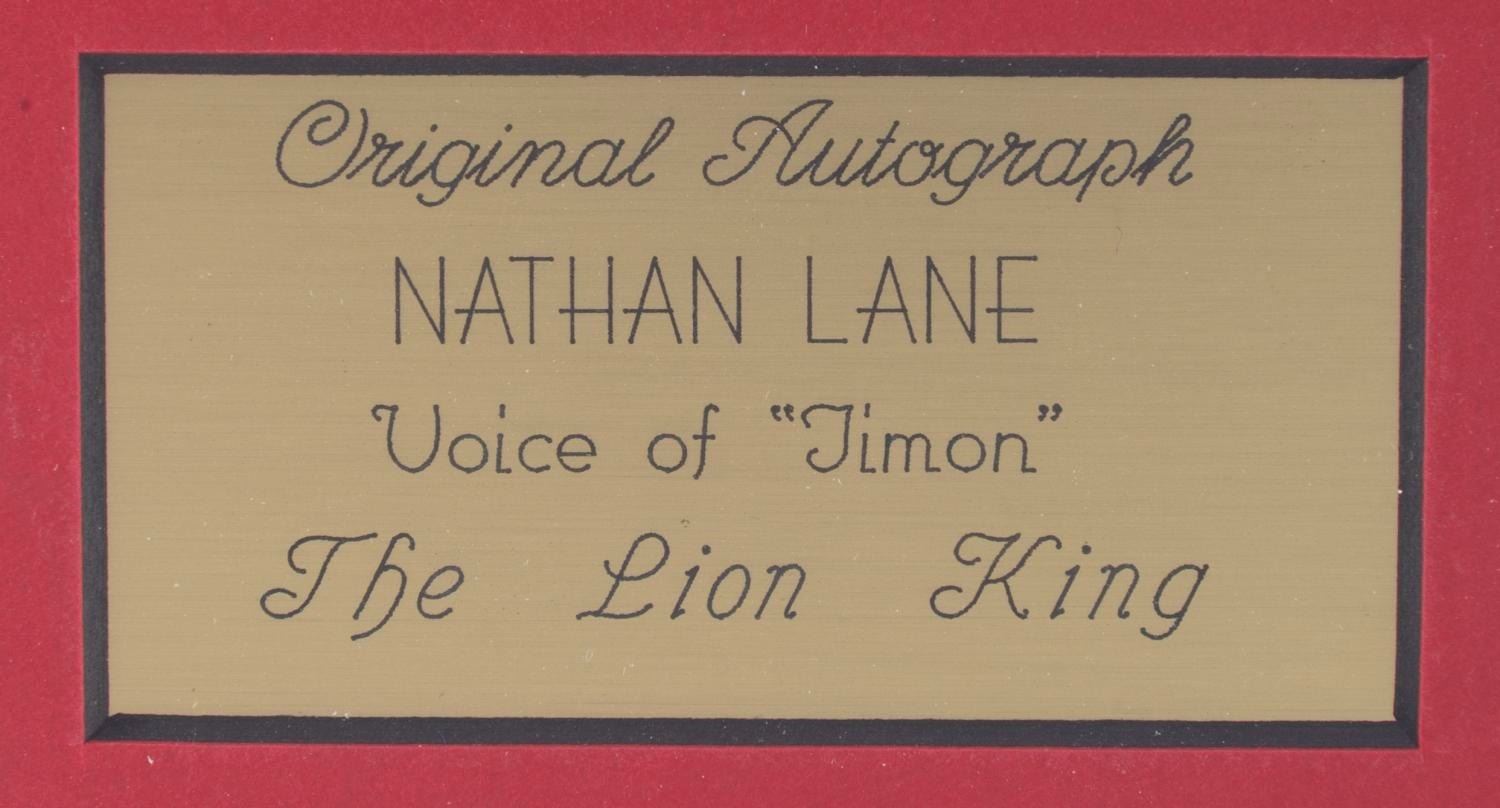 Original Autograph
NATHAN LANE
Voice of “Timon”
The Lion King